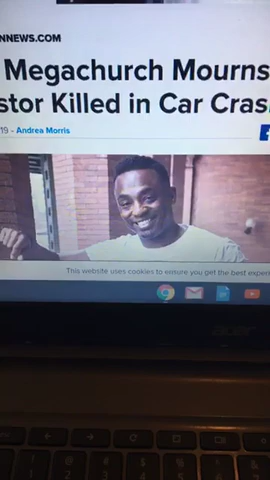 NNEWS.COM
Megachurch Mourns
stor Killed in Car Cras
19 - Andrea Morris
f
This website uses cookies to ensure you get the best exper
acer